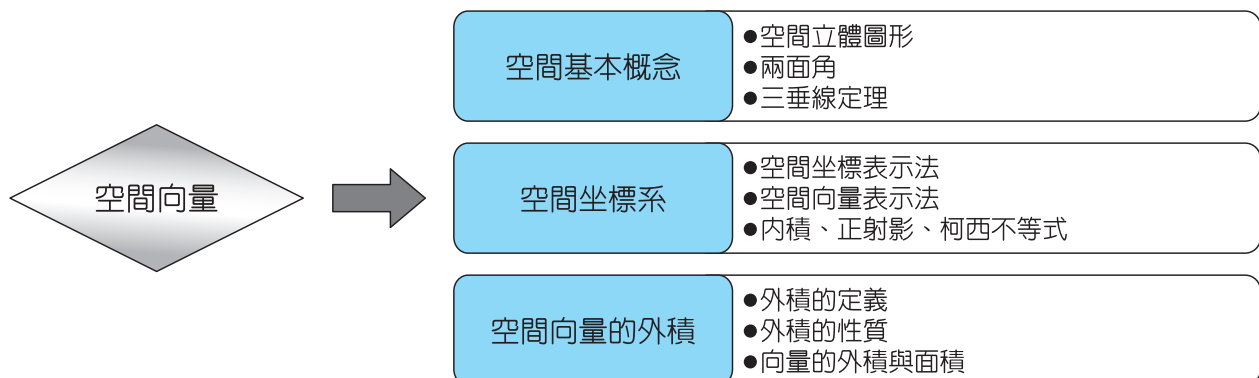 空間向量
空間基本概念
●空間立體圖形
●兩面角
●三垂線定理
空間坐標系
●空間坐標表示法
●空間向量表示法
●內積、正射影、柯西不等式
空間向量的外積
●外積的定義
●外積的性質
●向量的外積與面積